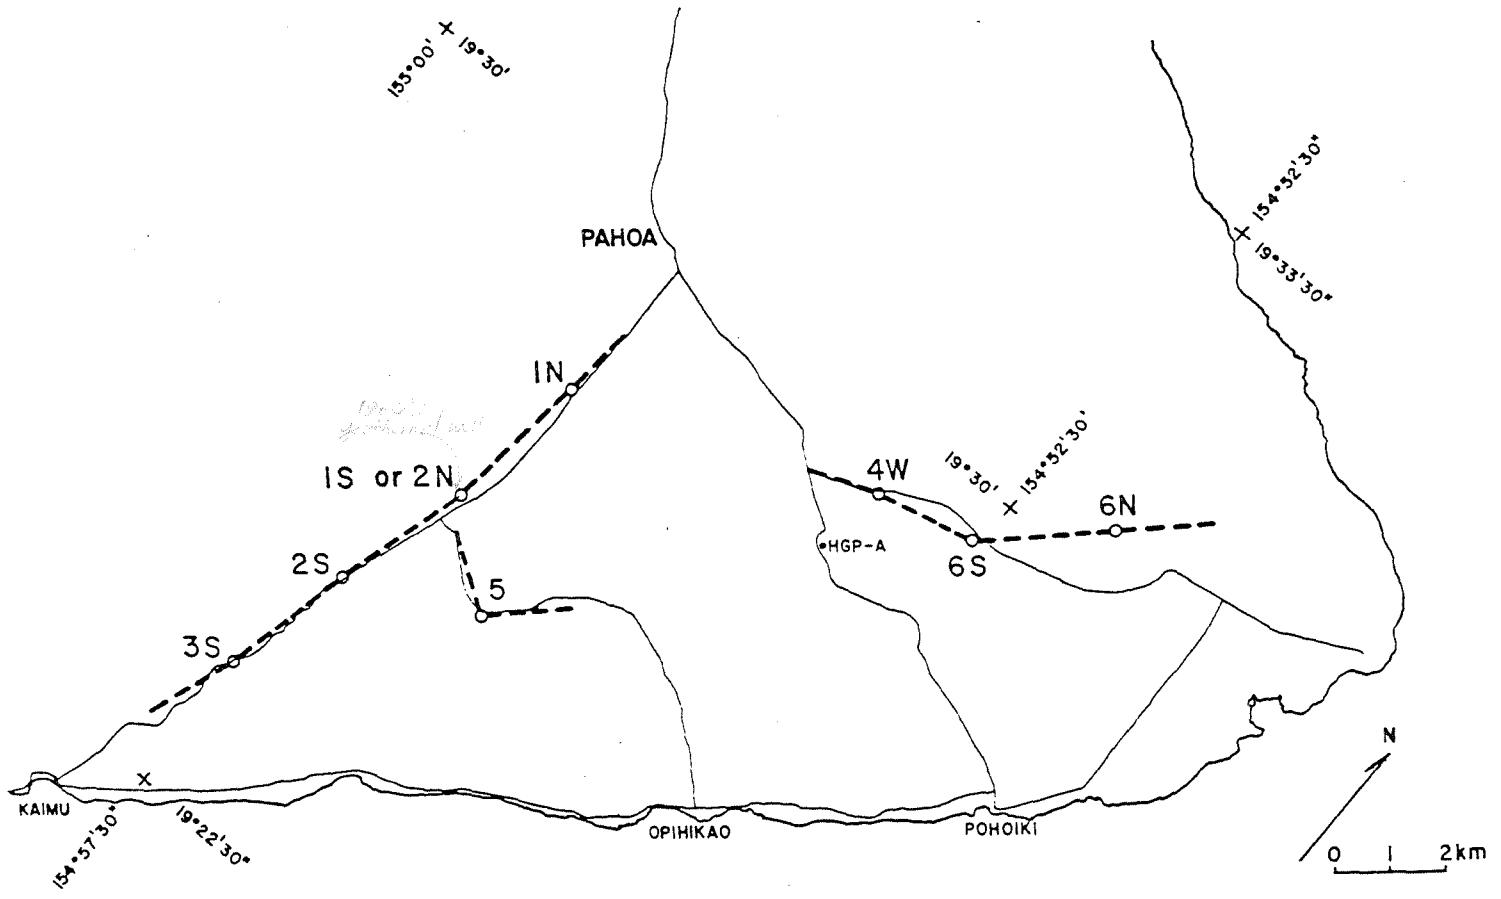 155°00'
19°30'
154°52'30"
19°33'30"
PAHOA
1N
1S or 2N
4W
19°30'
154°52'30'
6N
HGP-A
6S
2S
5
3S
N
KAIMU
154°57'30"
19°22'30"
OPIHIKAO
POHOIKI
0 1 2km